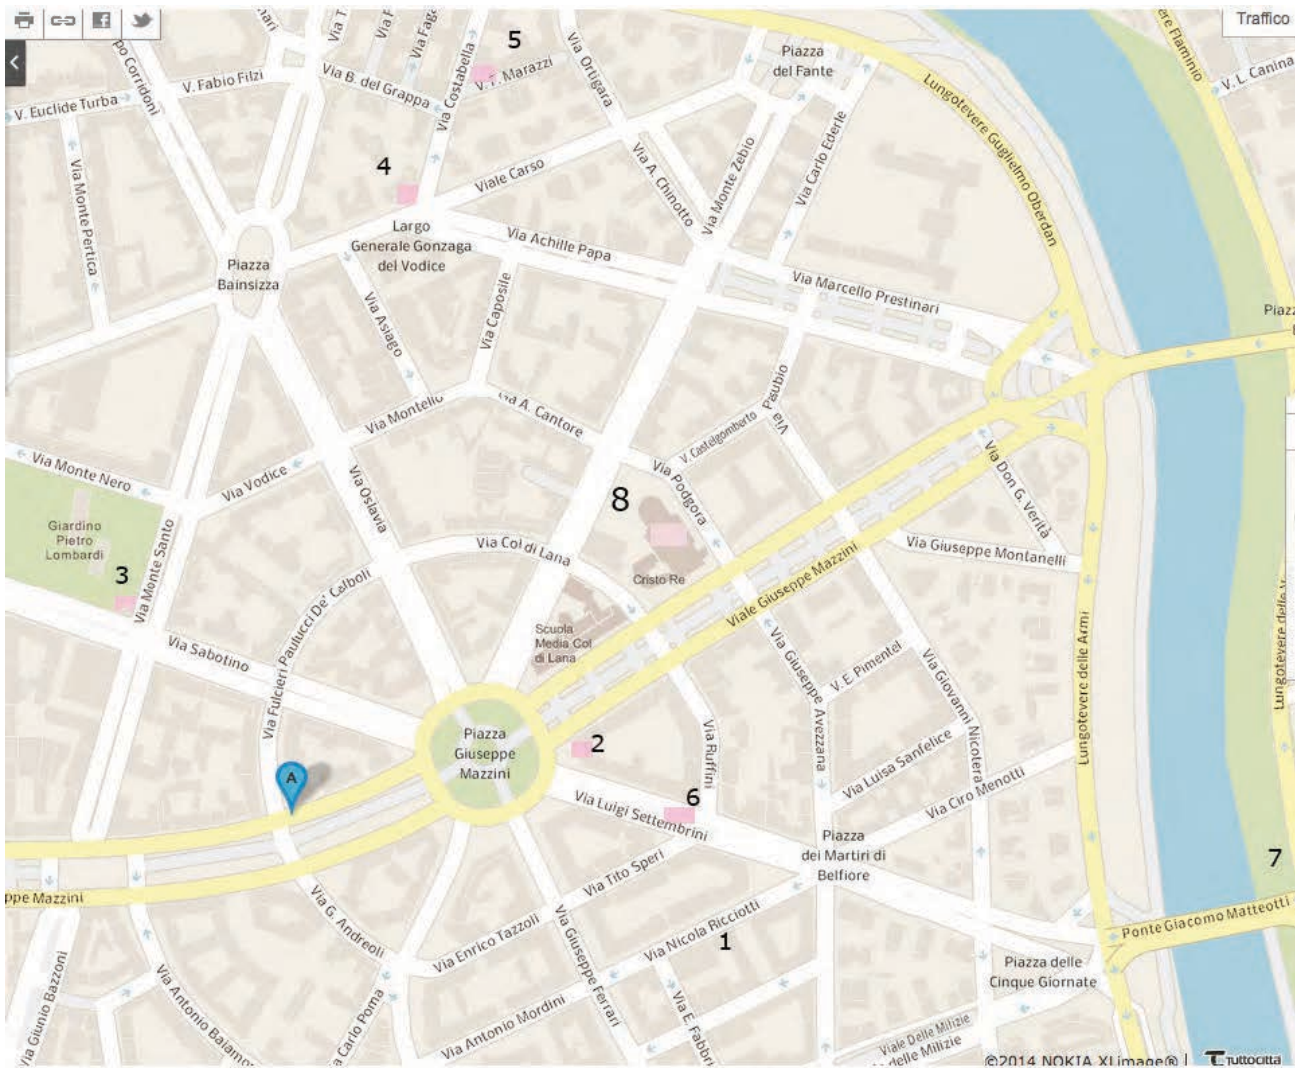 Traffico
5
Piazza
del Fante
Via Ortigara
Via Costabella
V. Fabio Filzi
Via B. del Grappa
V. Euclide Turba
V. L. Canina
Lungotevere Guglielmo Oberdan
Via Monte Pertica
4
Viale Carso
Via A. Chinotto
Via Monte Zebio
Via Carlo Ederle
Largo
Generale Gonzaga
del Vodice
Via Achille Papa
Piazza
Bainsizza
Via Marcello Prestinari
Via Asiago
Via Caposile
Via Montello
A. Cantore
V. Castelgomberto
Via Paubio
Via Monte Nero
Via Vodice
Via Oslavia
Via Podgora
8
Via Don G. Verità
Giardino
Pietro
Lombardi
Via Monte Santo
Via Col di Lana
Via Giuseppe Montanelli
3
Cristo Re
Viale Giuseppe Mazzini
Via Fulcieri Paulucci De' Calboli
Scuola
Media Col
di Lana
Via Sabotino
Via Giuseppe Avezzana
V. E Pimentel
Via Giovanni Nicotera
Lungotevere delle Armi
Piazza
Giuseppe
Mazzini
2
Via Ruffini
Via Luisa Sanfelice
A
6
Via Luigi Settembrini
Via Ciro Menotti
Piazza
dei Martiri di
Belfiore
7
Via Tito Speri
ppe Mazzini
Via G. Andreoli
Via Enrico Tazzoli
Via Giuseppe Ferrari
Via Nicola Ricciotti
1
Ponte Giacomo Matteotti
Piazza delle
Cinque Giornate
Via Giunio Bazzoni
Via Antonio Baiamo
Via Antonio Mordini
Via E. Fabbri
Viale Delle Milizie
delle Milizie
©2014 NOKIA XLimage® |
Tuttocittà